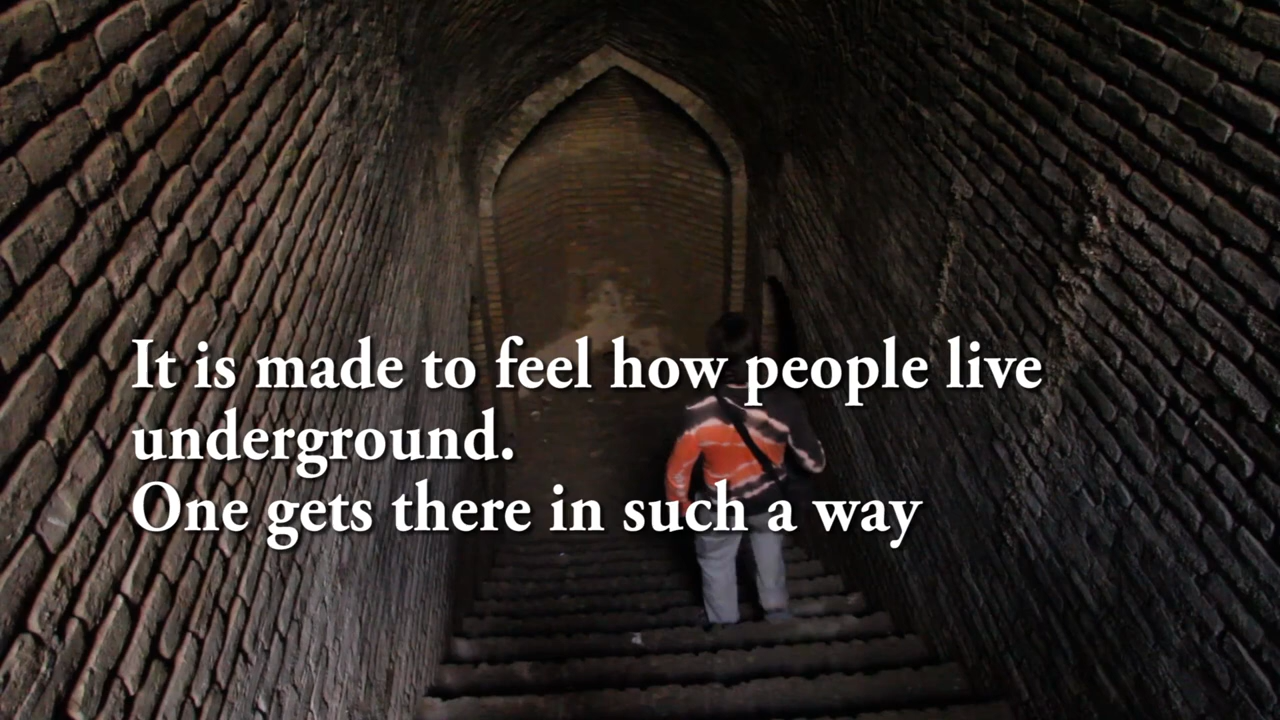 It is made to feel how people live
underground.
One gets there in such a way